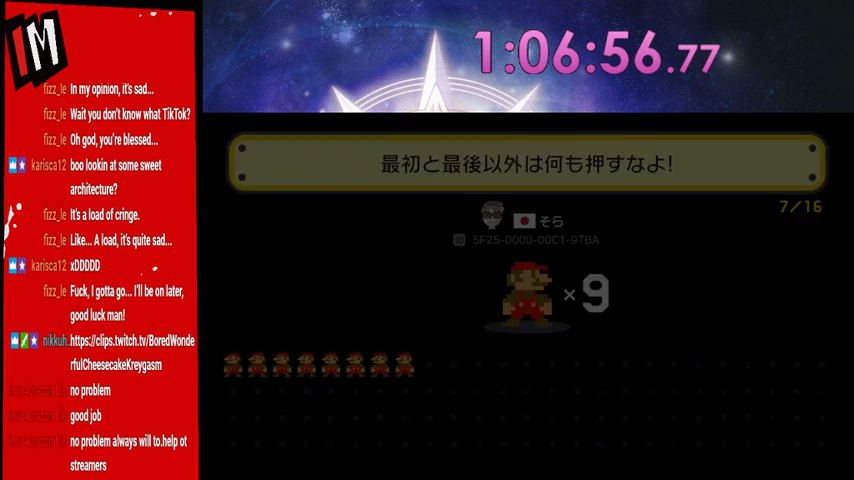 IM
fizz_le In my opinion, it's sad...
fizz_le Wait you don't know what TikTok?
fizz_le Oh god, you're blessed...
karisca12 boo lookin at some sweet
architecture?
fizz_le It's a load of cringe.
fizz_le Like... A load, it's quite sad...
karisca12 xDDDDD
fizz_le Fuck, I gotta go... I'll be on later,
good luck man!
nikkuh. https://clips.twitch.tv/BoredWonde
rfulCheesecakeKreygasm
no problem
good job
no problem always will to.help ot
streamers
1:06:56.77
最初と最後以外は何も押すなよ!
7/16
そら
ID 5F25-0000-00C1-97BA
×9